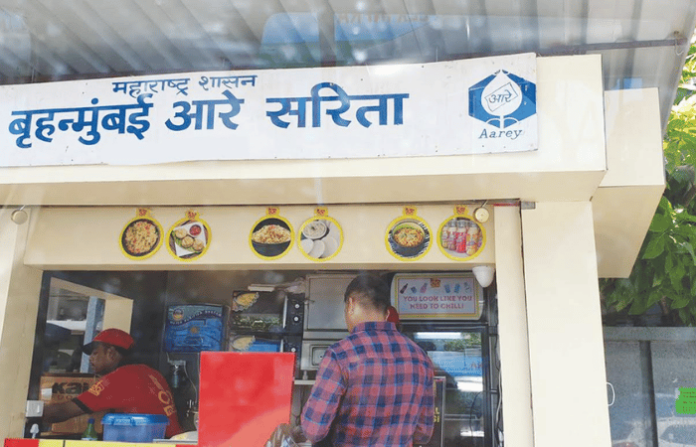 महाराष्ट्र शासन
बृहन्मुंबई आरे सरिता
आरे
Aarey
YOU LOOK LIKE YOU
NEED TO CHILL!